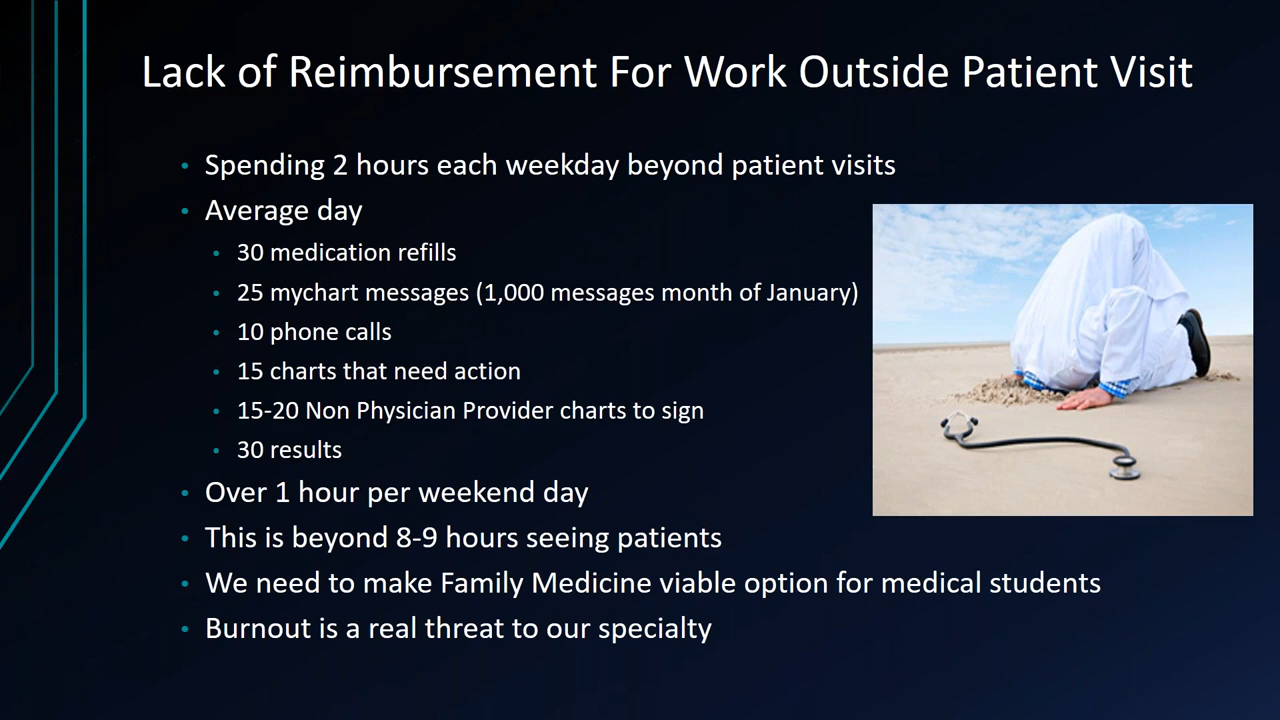 Lack of Reimbursement For Work Outside Patient Visit
• Spending 2 hours each weekday beyond patient visits
• Average day
• 30 medication refills
• 25 mychart messages (1,000 messages month of January)
• 10 phone calls
• 15 charts that need action
• 15-20 Non Physician Provider charts to sign
• 30 results
• Over 1 hour per weekend day
• This is beyond 8-9 hours seeing patients
• We need to make Family Medicine viable option for medical students
• Burnout is a real threat to our specialty